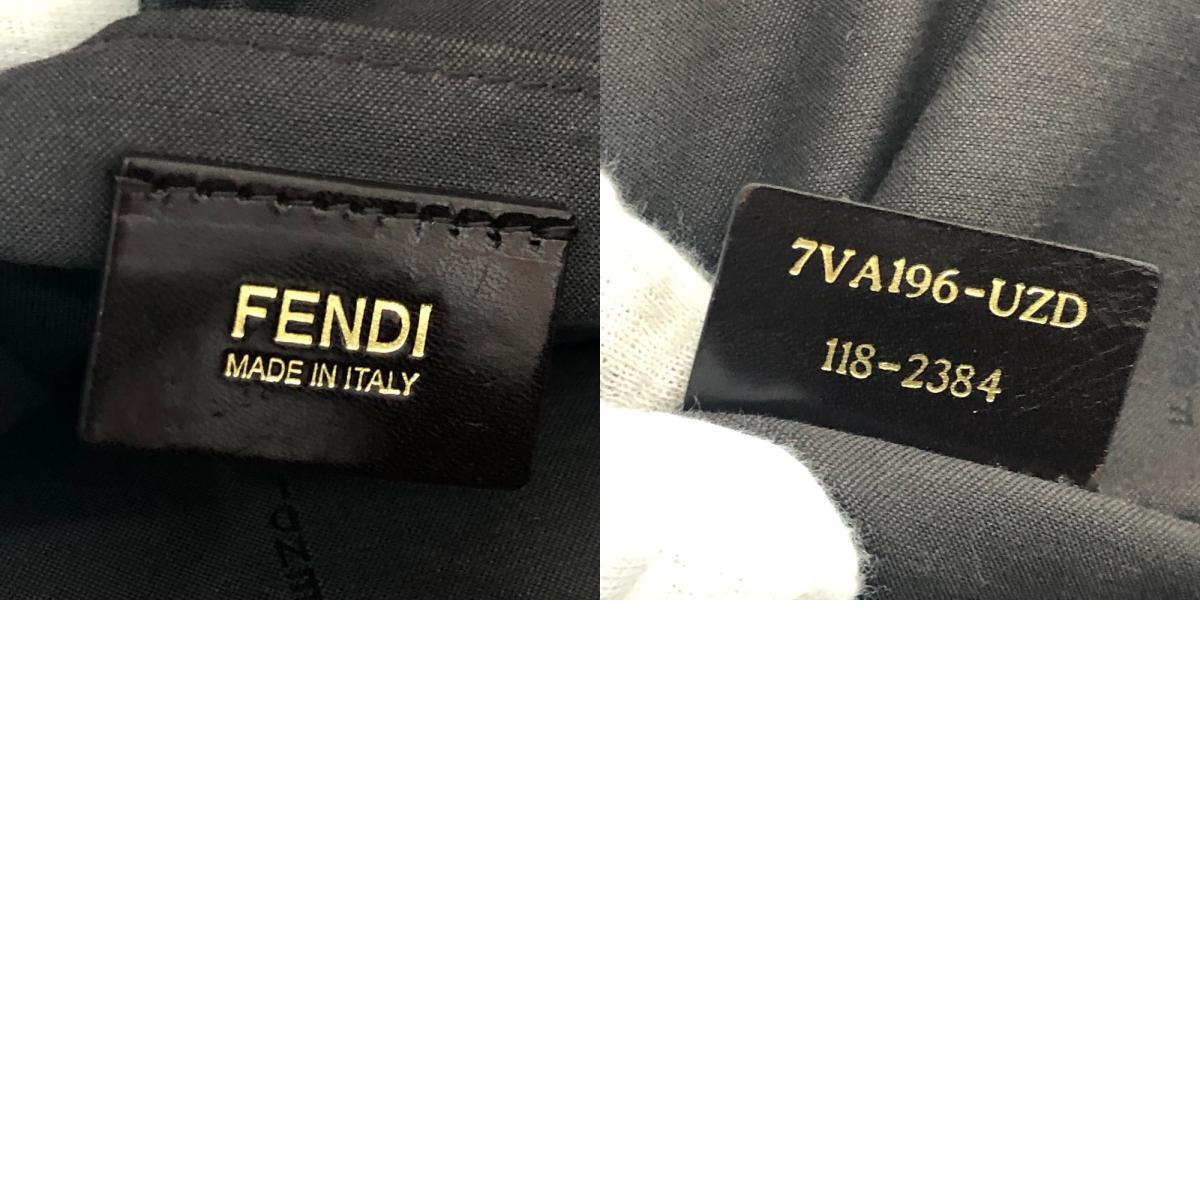 FENDI
MADE IN ITALY
7VA196-UZD
118-2384